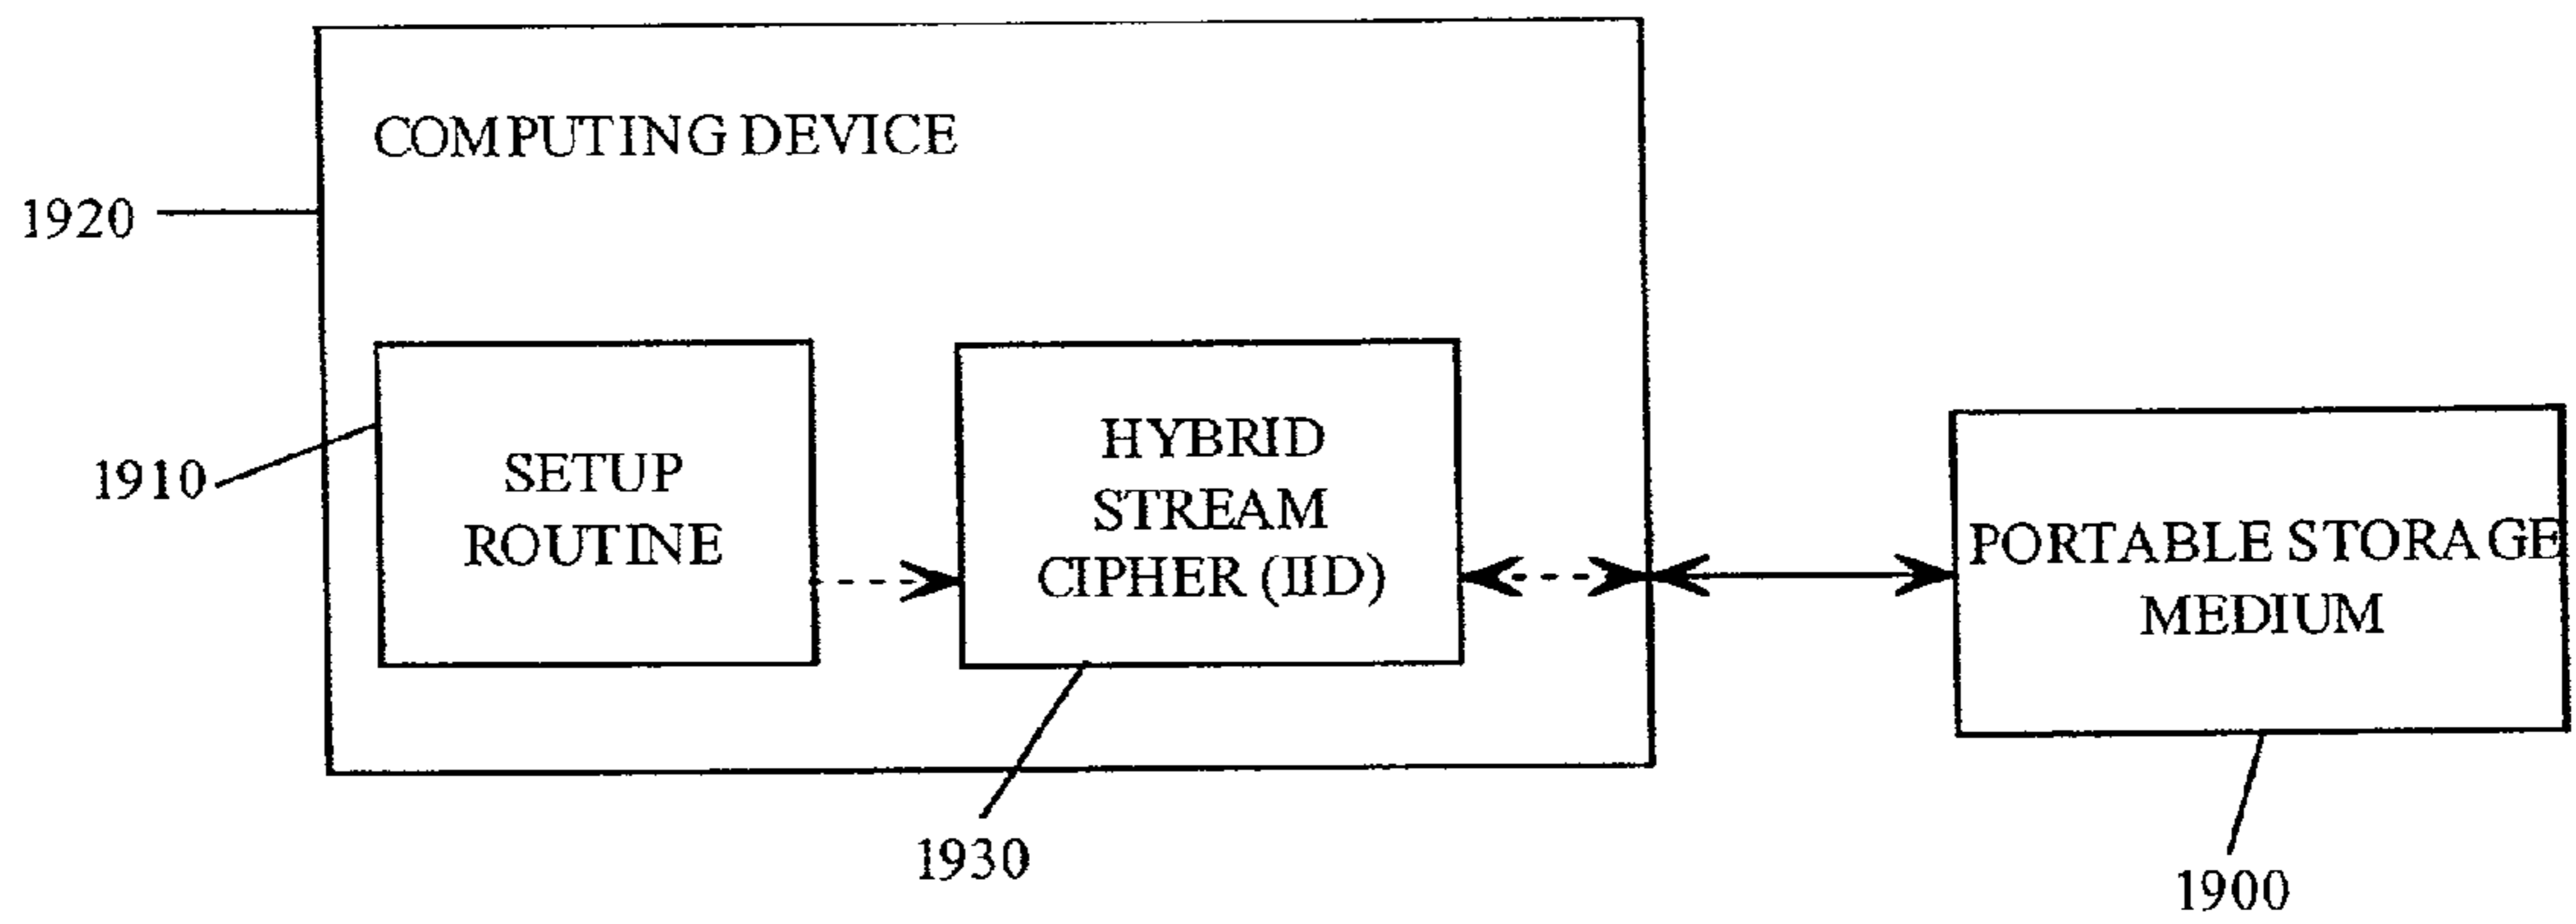 COMPUTING DEVICE
1920
1910
SETUP
ROUTINE
HYBRID
STREAM
CIPHER (IID)
1930
PORTABLE STORAGE
MEDIUM
1900